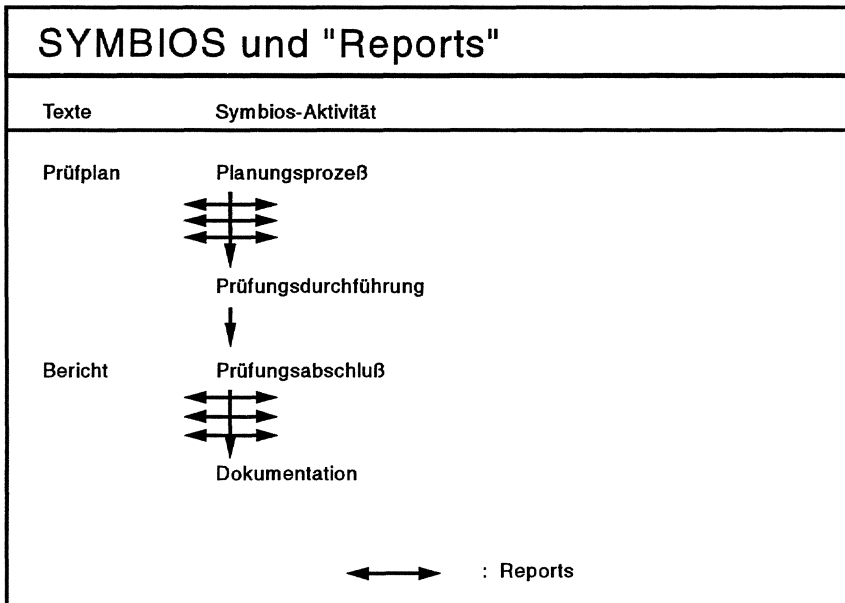 SYMBIOS und "Reports"
Texte Symbios-Aktivität
Prüfplan Planungsprozeß
Prüfungsdurchführung
Bericht Prüfungsabschluß
Dokumentation
: Reports